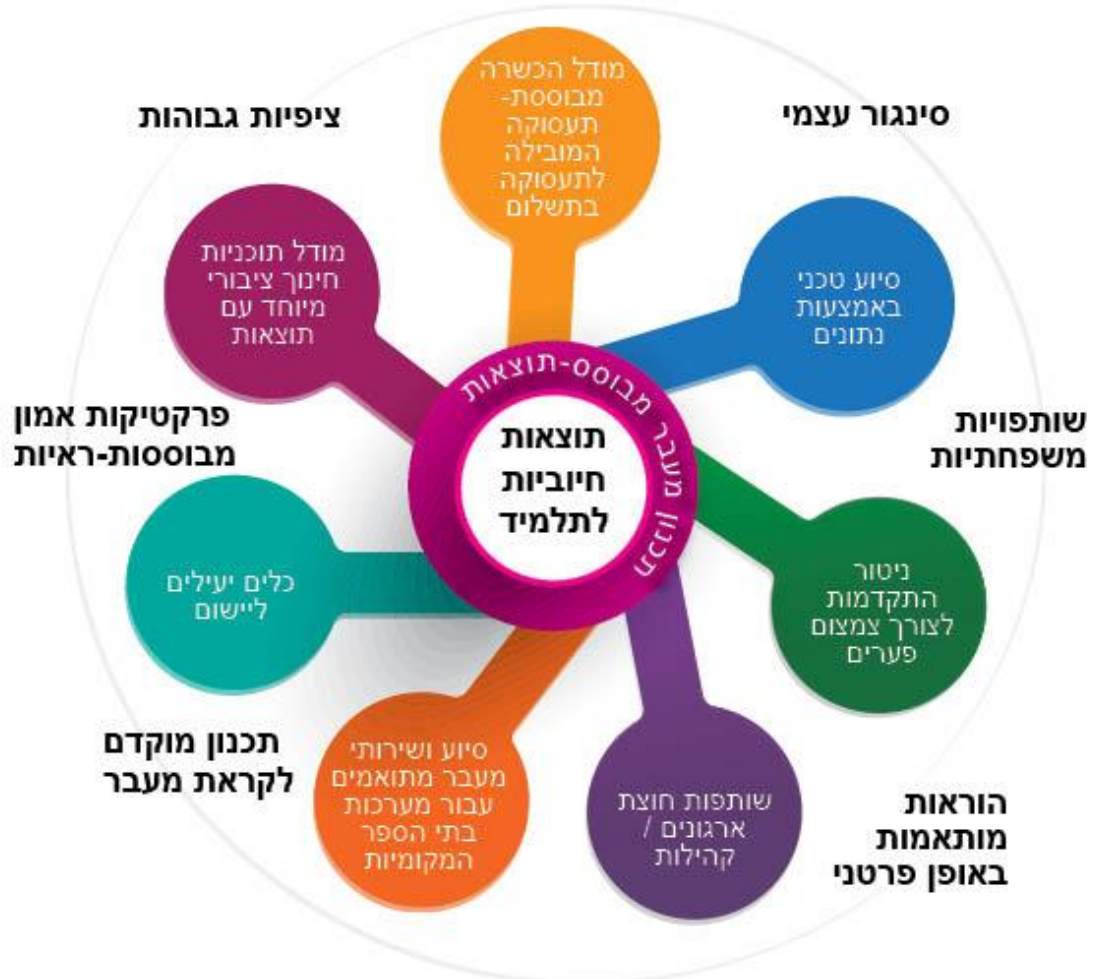 מודל הכשרה
מבוססת-
תעסוקה
המובילה
לתעסוקה
בתשלום
סינגור עצמי
ציפיות גבוהות
סיוע טכני
באמצעות
נתונים
מודל תוכניות
חינוך ציבורי
מיוחד עם
תוצאות
שותפויות
משפחתיות
פרקטיקות אמון
מבוססות-ראיות
תכנון מעבר מבוסס-תוצאות
תוצאות
חיוביות
לתלמיד
ניטור
התקדמות
לצורך צמצום
פערים
כלים יעילים
ליישום
הוראות
מותאמות
באופן פרטני
שותפות חוצת
ארגונים /
קהילות
סיוע ושירותי
מעבר מתואמים
עבור מערכות
בתי הספר
המקומיות
תכנון מוקדם
לקראת מעבר